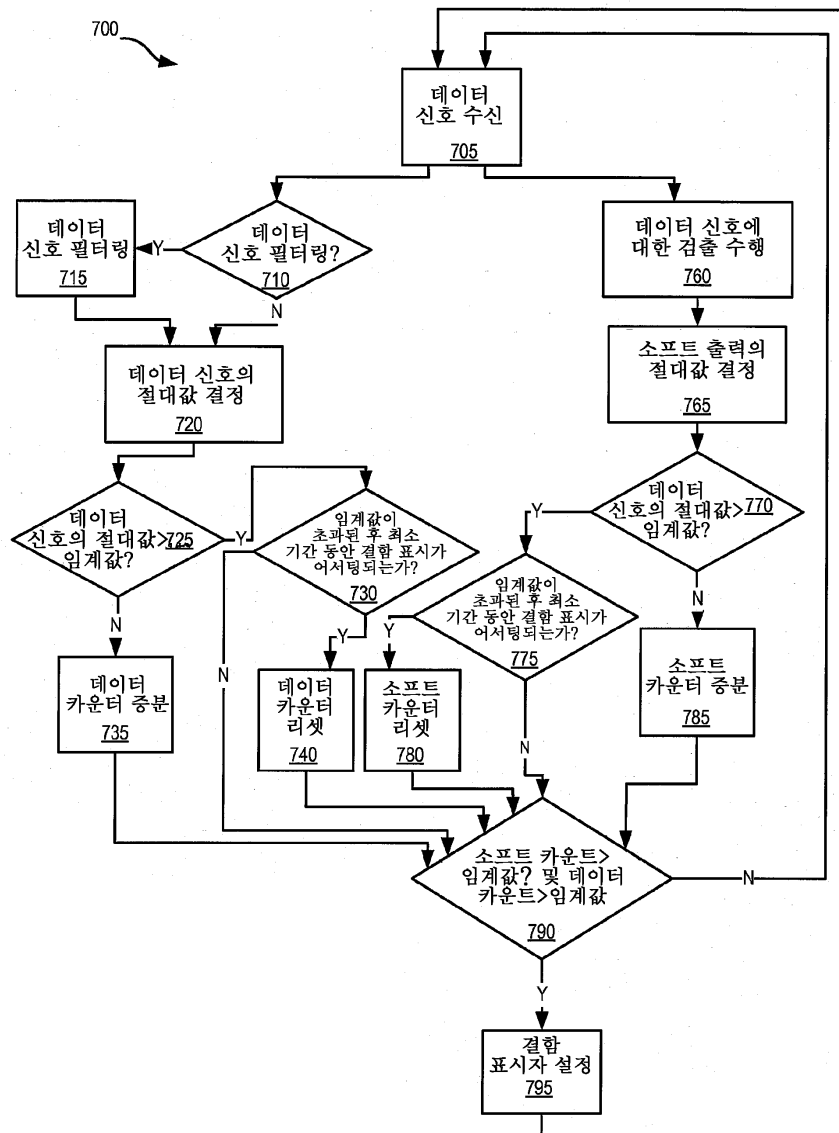 700
데이터
신호 수신
705
데이터
신호 필터링
715
Y
데이터
신호 필터링?
710
N
데이터 신호에
대한 검출 수행
760
데이터 신호의
절대값 결정
720
소프트 출력의
절대값 결정
765
데이터
신호의 절대값>
임계값?
725
Y
N
임계값이
초과된 후 최소
기간 동안 결함 표시가
어서팅되는가?
730
Y
N
데이터
신호의 절대값>
임계값?
770
Y
N
임계값이
초과된 후 최소
기간 동안 결함 표시가
어서팅되는가?
775
Y
N
데이터
카운터 증분
735
데이터
카운터
리셋
740
소프트
카운터
리셋
780
소프트
카운터 증분
785
소프트 카운트>
임계값? 및 데이터
카운트>임계값
790
N
Y
결함
표시자 설정
795